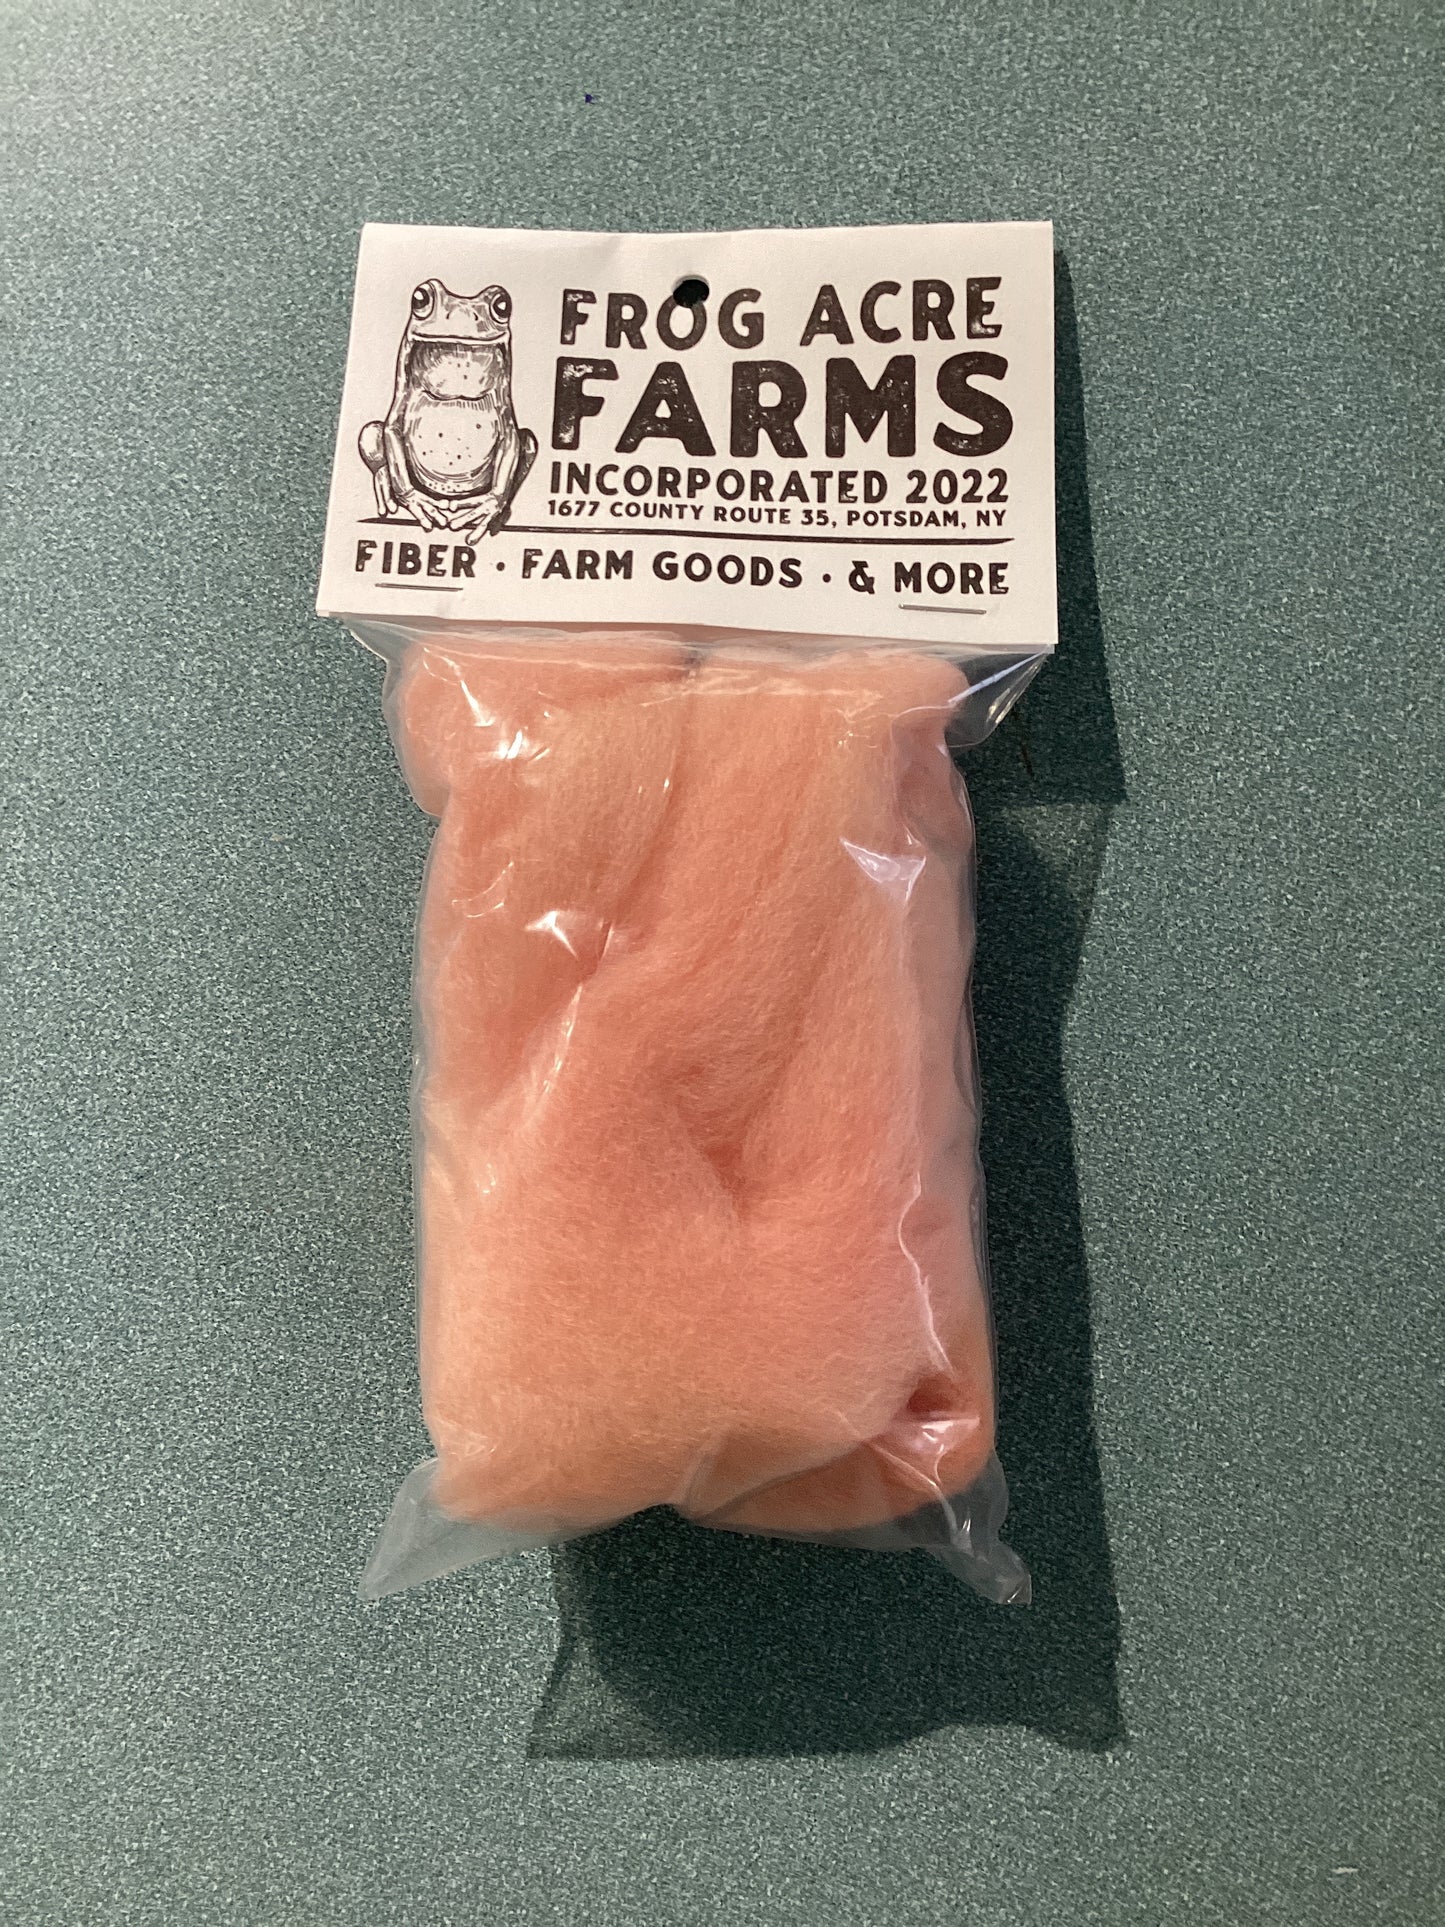 FROG ACRE
FARMS
INCORPORATED 2022
1677 COUNTY ROUTE 35, POTSDAM, NY
FIBER · FARM GOODS · & MORE